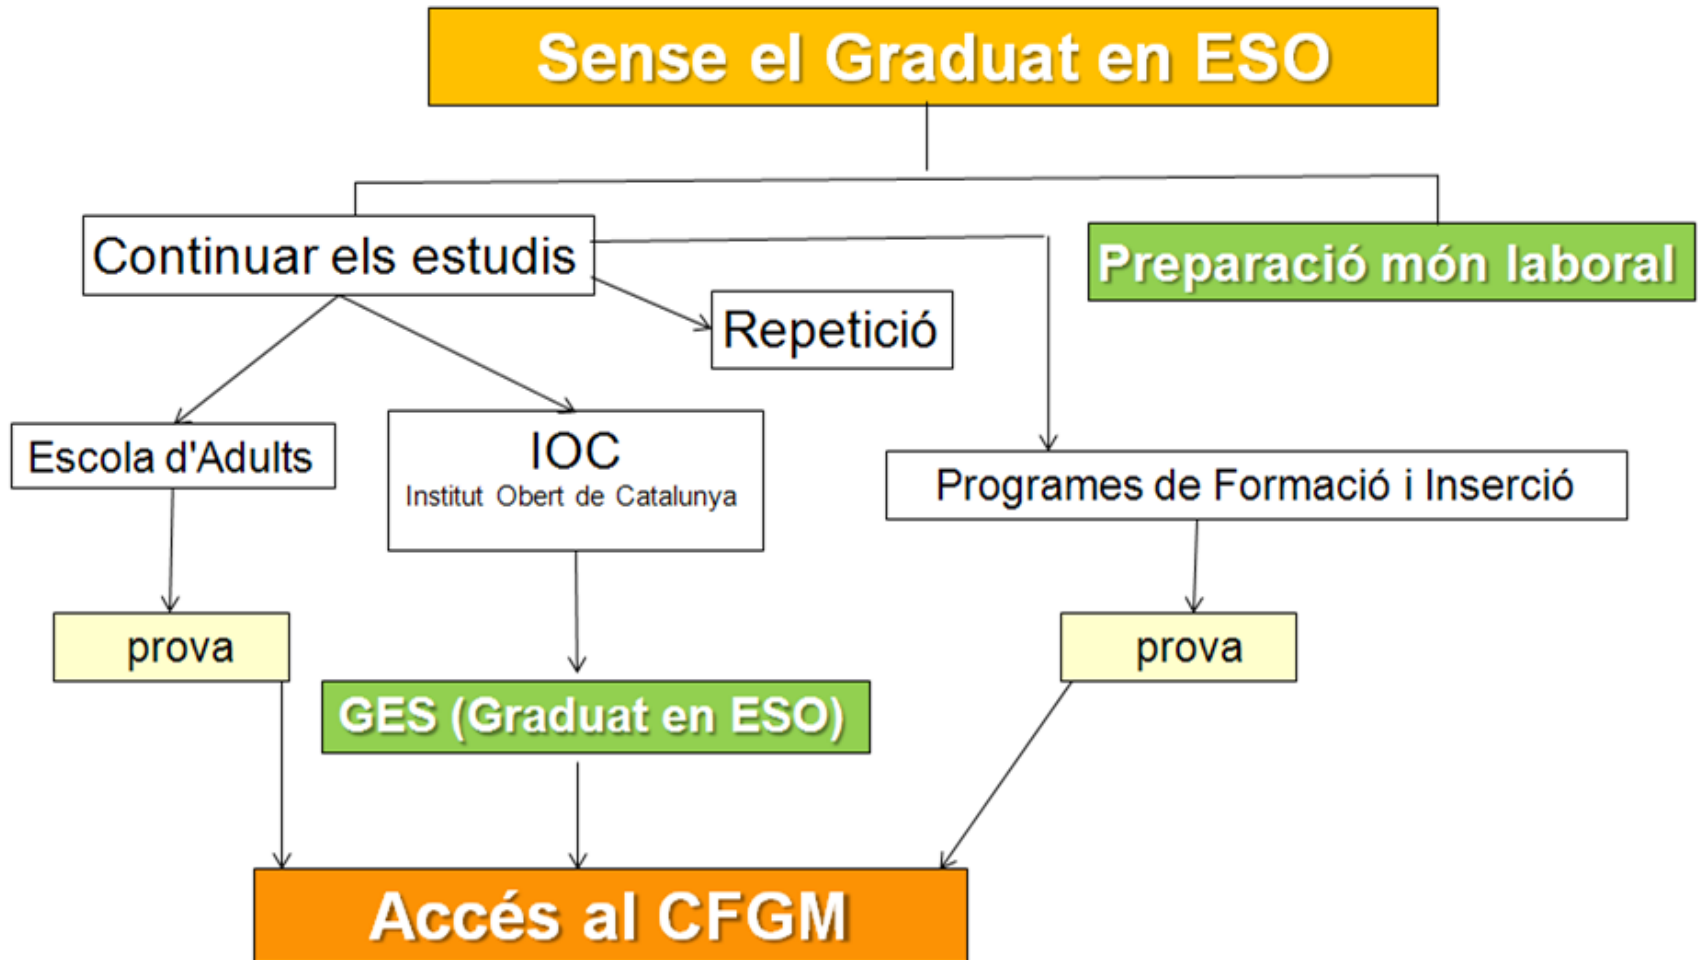 Sense el Graduat en ESO
Continuar els estudis
Preparació món laboral
Repetició
Escola d'Adults
IOC
Institut Obert de Catalunya
Programes de Formació i Inserció
prova
prova
GES (Graduat en ESO)
Accés al CFGM